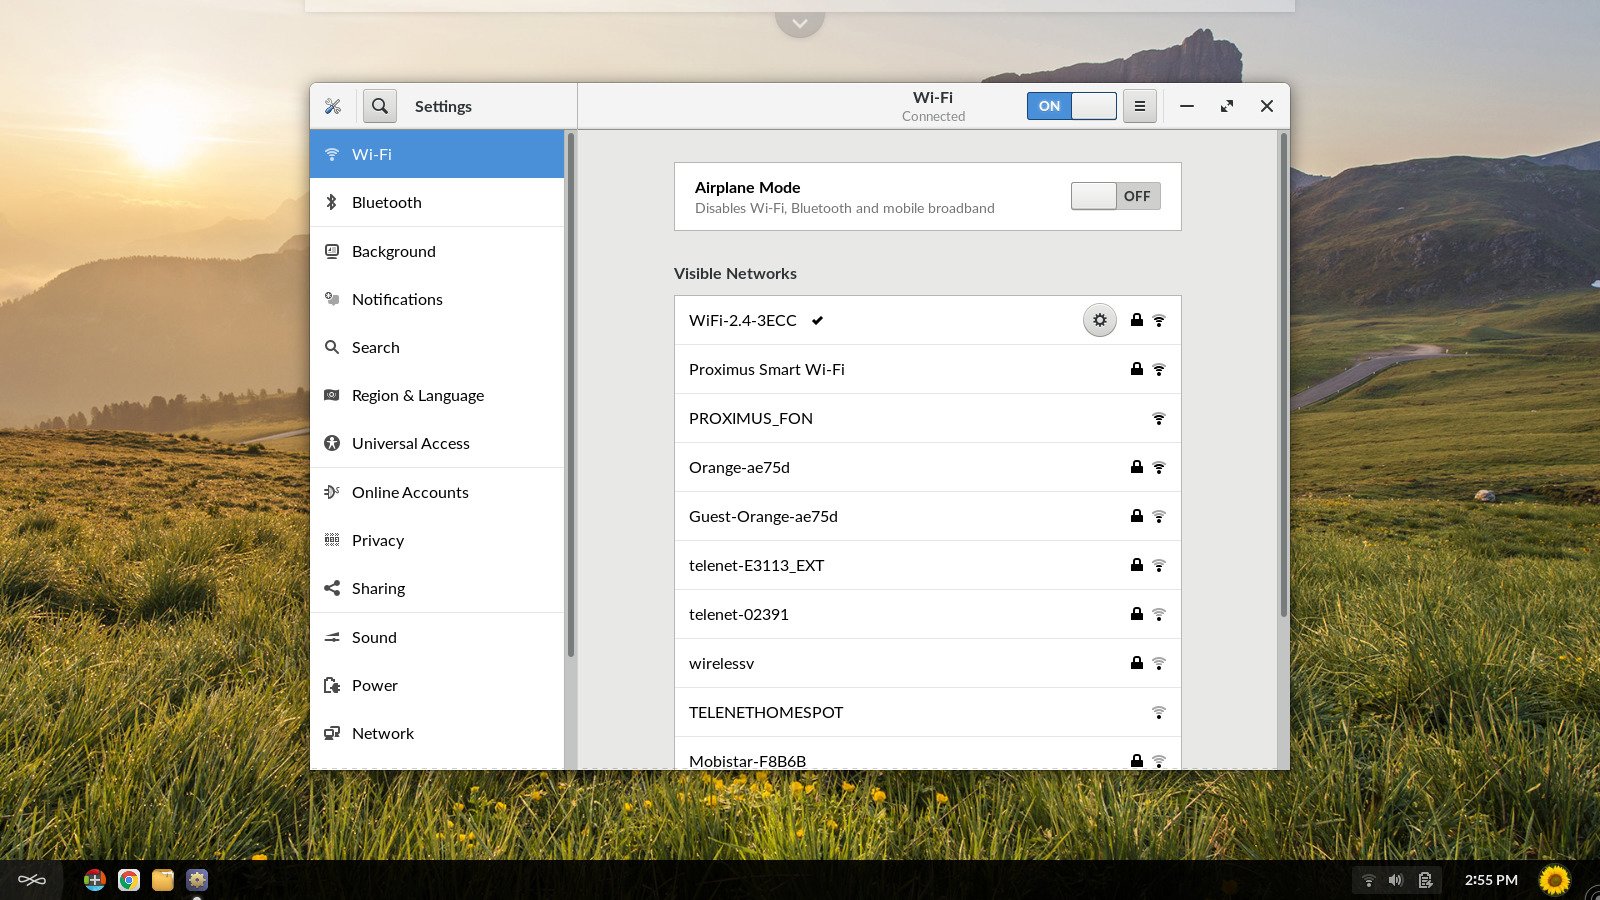 Settings
Wi-Fi
Connected
ON
Wi-Fi
Bluetooth
Background
Notifications
Search
Region & Language
Universal Access
Online Accounts
Privacy
Sharing
Sound
Power
Network
Airplane Mode
Disables Wi-Fi, Bluetooth and mobile broadband
OFF
Visible Networks
WiFi-2.4-3ECC
Proximus Smart Wi-Fi
PROXIMUS_FON
Orange-ae75d
Guest-Orange-ae75d
telenet-E3113_EXT
telenet-02391
wirelessv
TELENETHOMESPOT
Mobistar-F8B6B
2:55 PM